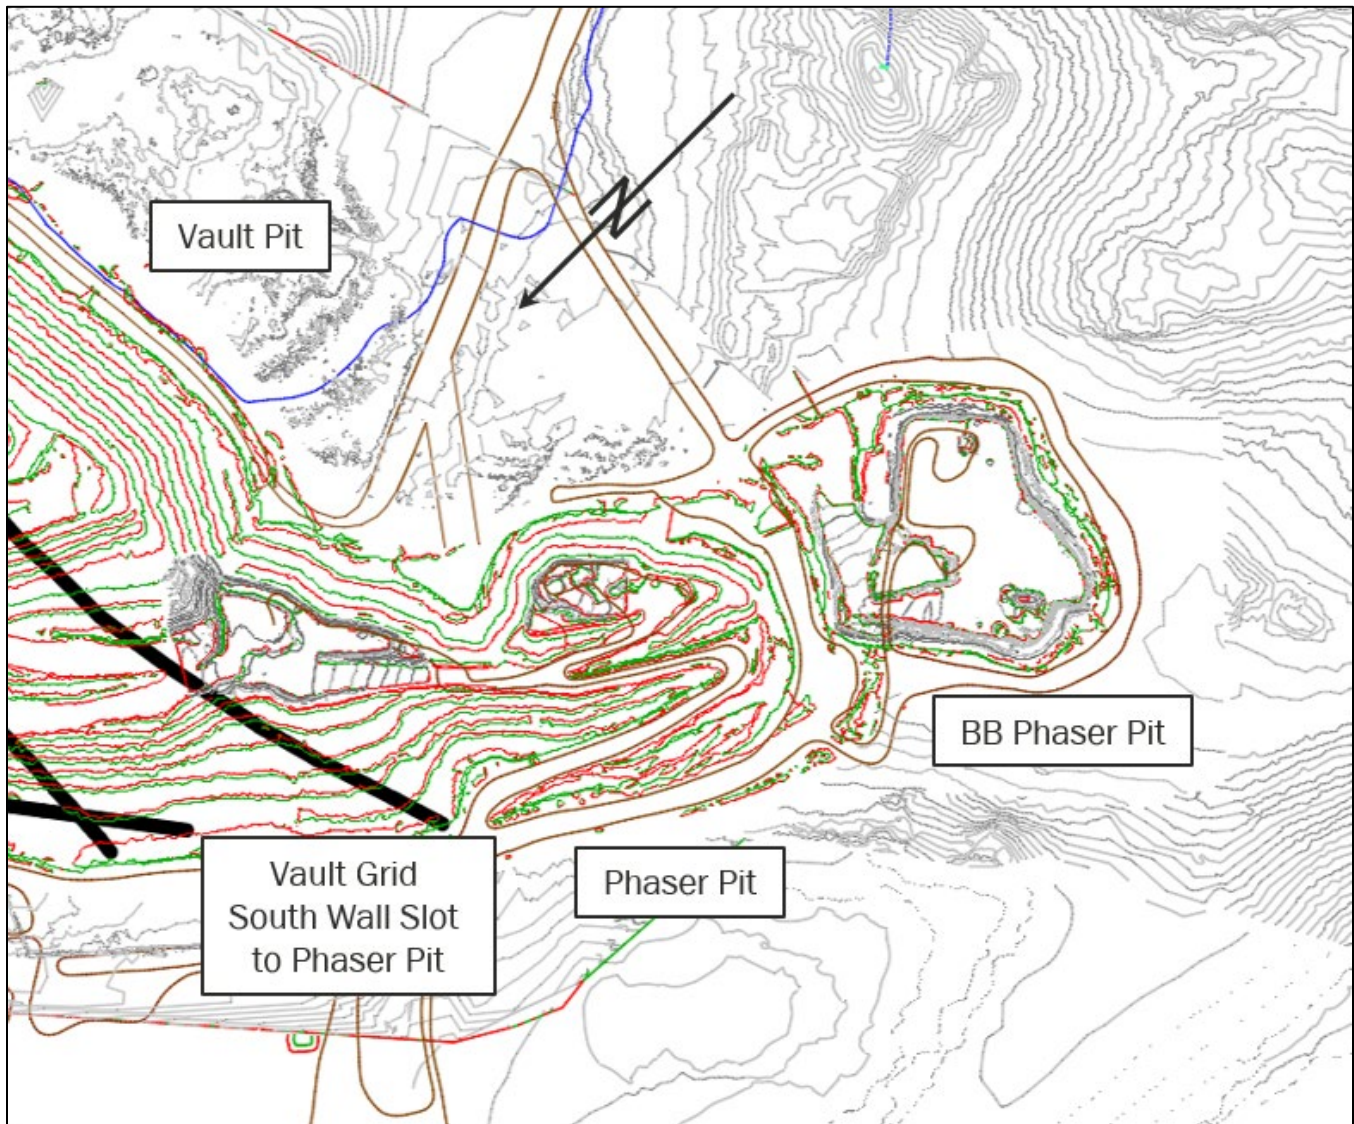 Vault Pit
N
BB Phaser Pit
Vault Grid
South Wall Slot
to Phaser Pit
Phaser Pit